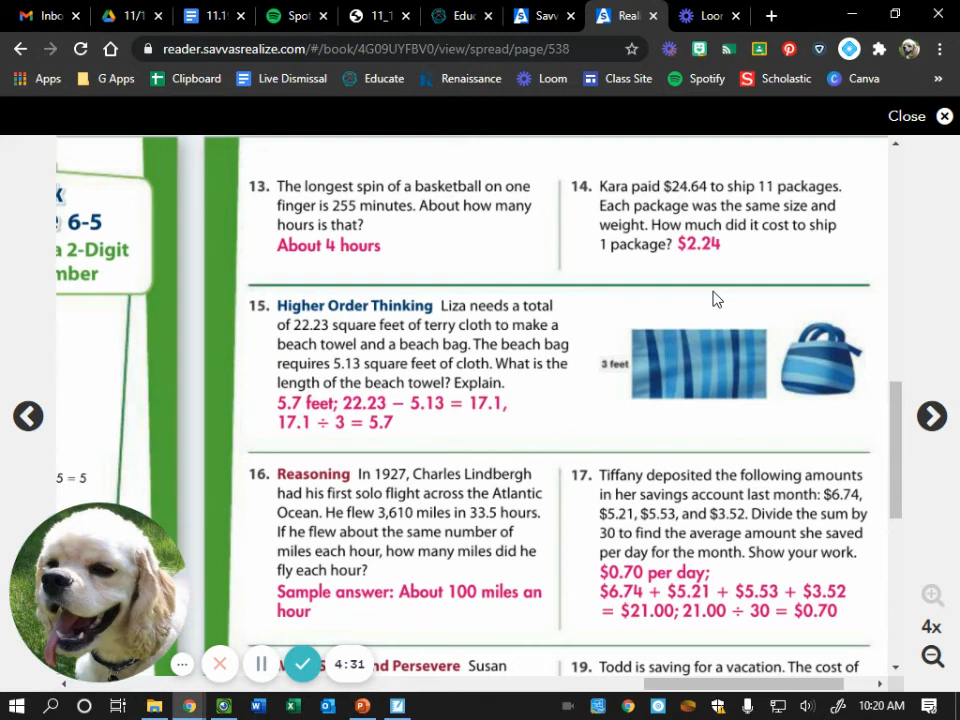 Inbo
11/1
11.19
Spot
11_1
Educ
Savv
Reali
Loor
reader.savvasrealize.com/#/book/4G09UYFBV0/view/spread/page/538
Apps
G Apps
Clipboard
Live Dismissal
Educate
Renaissance
Loom
Class Site
Spotify
Scholastic
Canva
»
Close
k
6-5
a 2-Digit
mber
5 = 5
13. The longest spin of a basketball on one
finger is 255 minutes. About how many
hours is that?
About 4 hours
14. Kara paid $24.64 to ship 11 packages.
Each package was the same size and
weight. How much did it cost to ship
1 package? $2.24
15. Higher Order Thinking Liza needs a total
of 22.23 square feet of terry cloth to make a
beach towel and a beach bag. The beach bag
requires 5.13 square feet of cloth. What is the
length of the beach towel? Explain.
5.7 feet; 22.23 − 5.13 = 17.1,
17.1 ÷ 3 = 5.7
3 feet
16. Reasoning In 1927, Charles Lindbergh
had his first solo flight across the Atlantic
Ocean. He flew 3,610 miles in 33.5 hours.
If he flew about the same number of
miles each hour, how many miles did he
fly each hour?
Sample answer: About 100 miles an
hour
17. Tiffany deposited the following amounts
in her savings account last month: $6.74,
$5.21, $5.53, and $3.52. Divide the sum by
30 to find the average amount she saved
per day for the month. Show your work.
$0.70 per day;
$6.74 + $5.21 + $5.53 + $3.52
= $21.00; 21.00 ÷ 30 = $0.70
nd Persevere Susan
19. Todd is saving for a vacation. The cost of
4:31
4x
10:20 AM